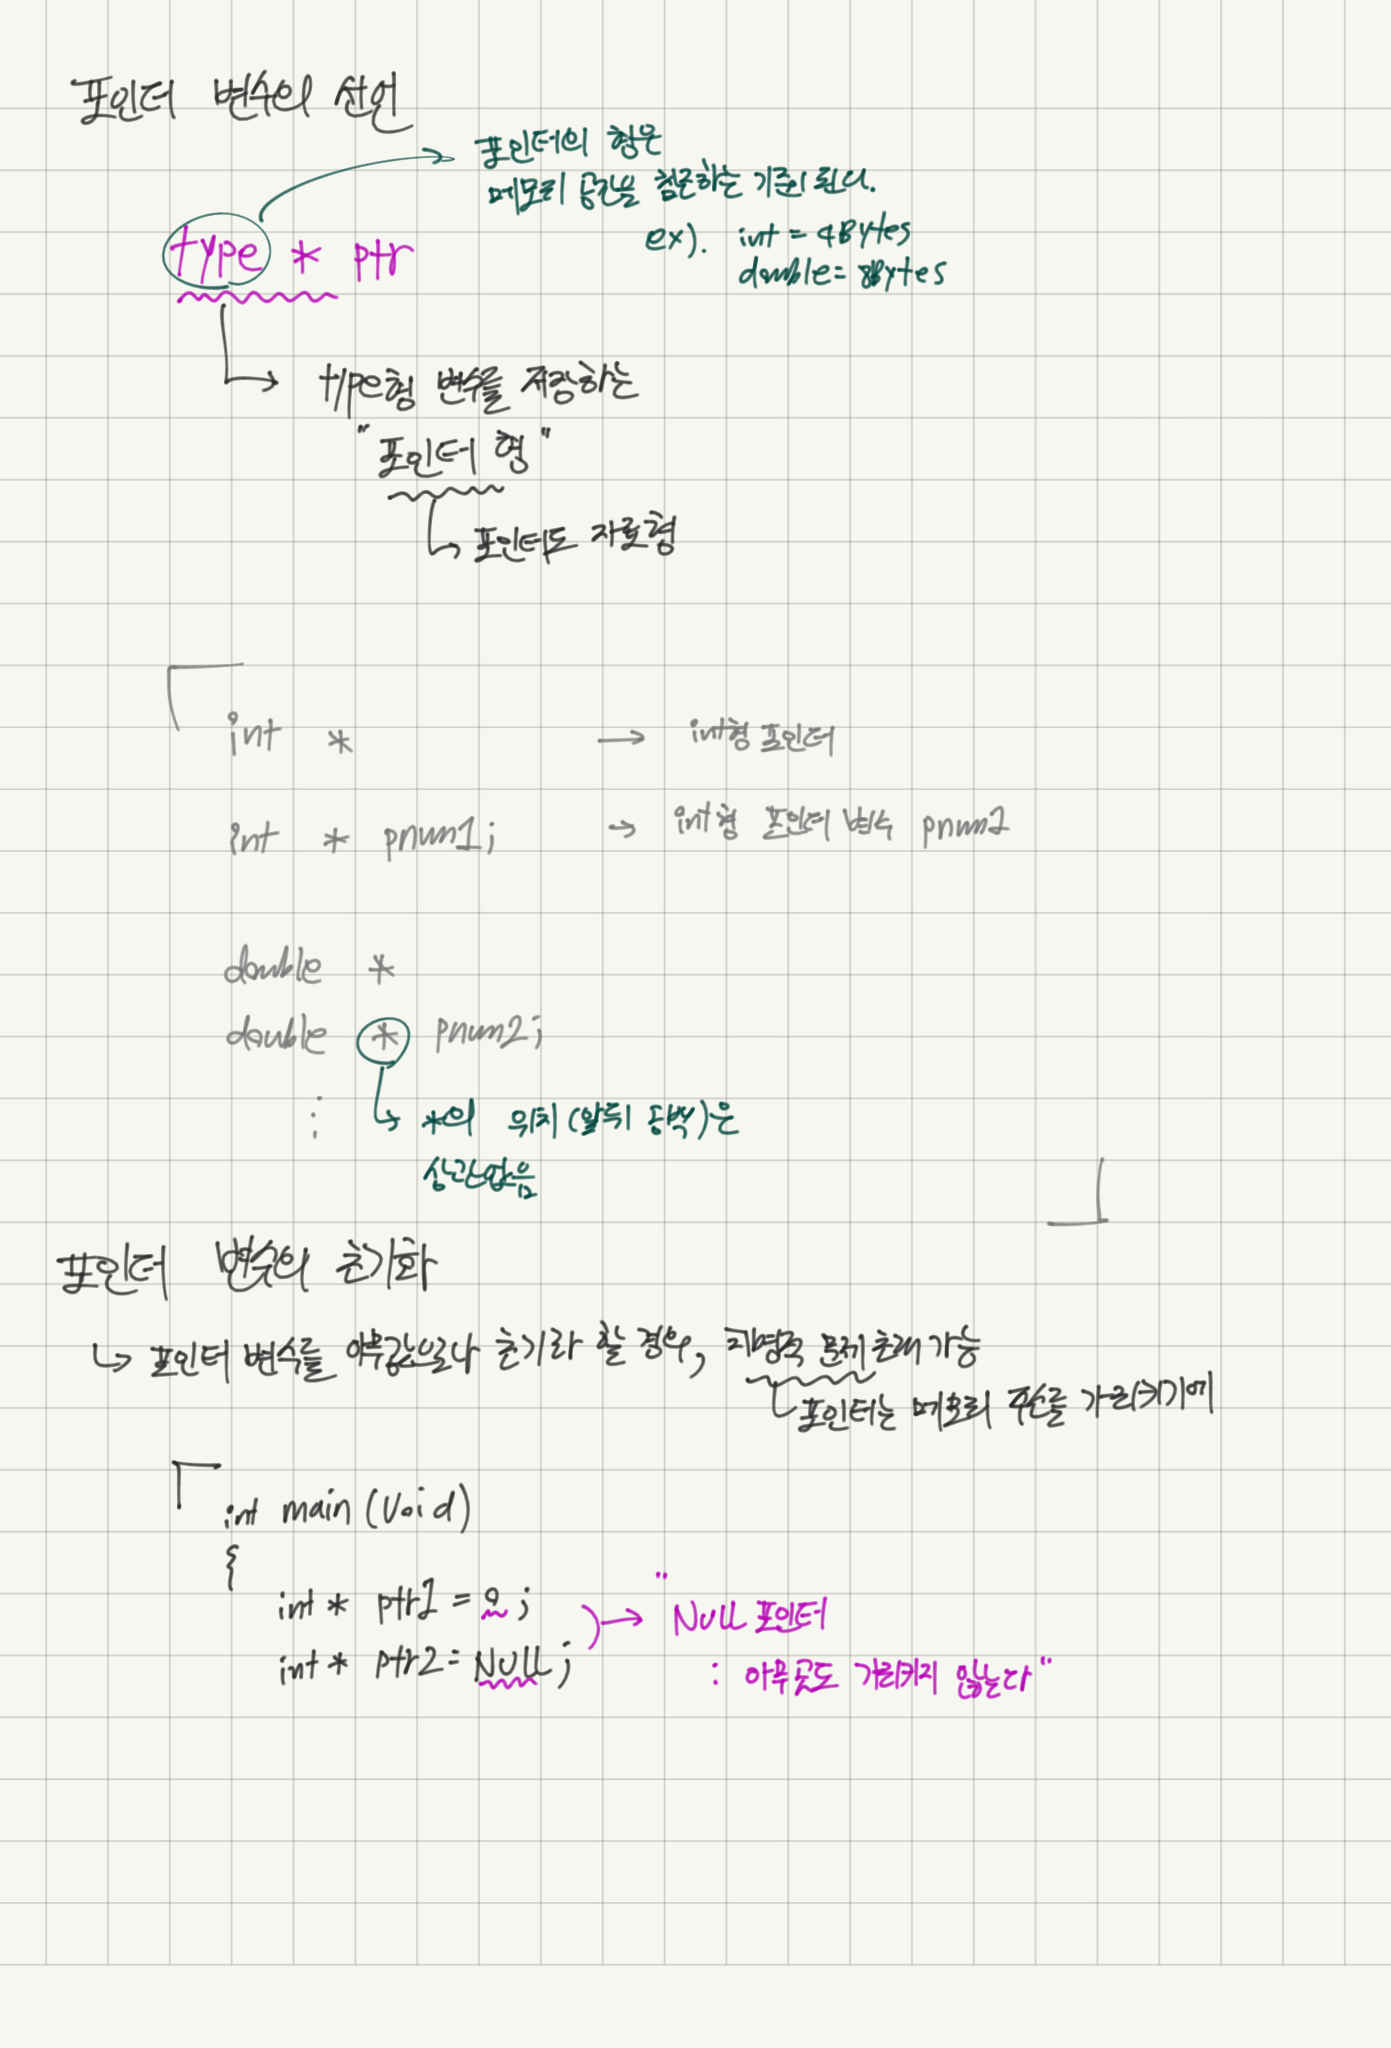 포인터 변수의 선언
포인터의 형은
메모리 공간을 참조하는 기준이 된다.
ex). int = 4Bytes
double = 8Bytes
type * ptr
type형 변수를 저장하는
"포인터 형"
포인터도 자료형
int * → int형 포인터
int * pnum1; → int형 포인터 변수 pnum1
double *
double * pnum2;
*의 위치(앞뒤 공백)은
상관없음
포인터 변수의 초기화
포인터 변수를 아무값으로나 초기화 할 경우, 치명적 문제 초래 가능
포인터는 메모리 주소를 가리키기에
int main (void)
{
int * ptr1 = 0;
int * ptr2 = NULL;
"NULL 포인터
: 아무곳도 가리키지 않는다"